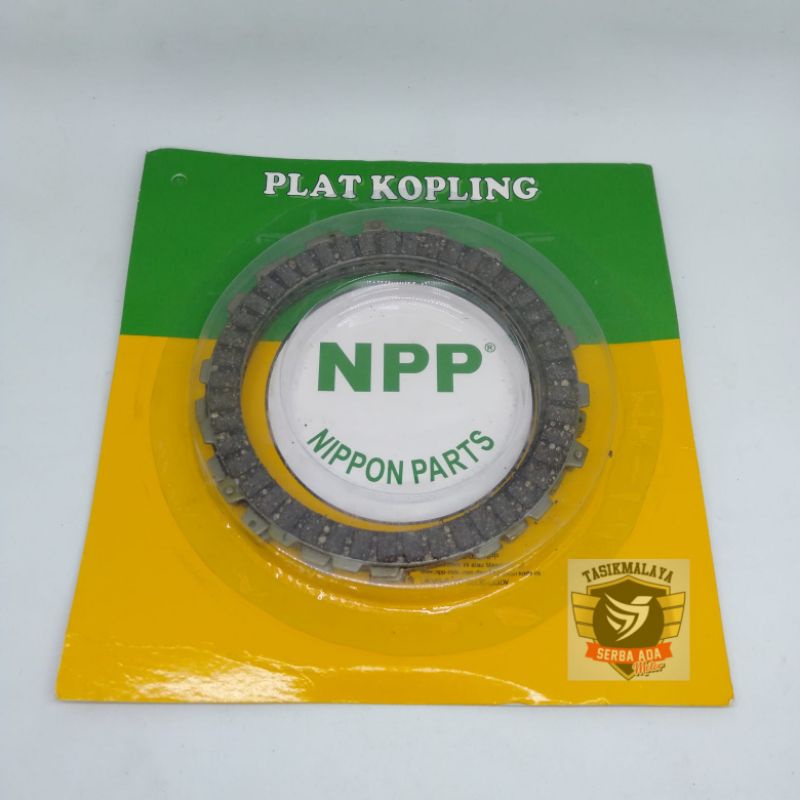 PLAT KOPLING
NPP®
NIPPON PARTS
TASIKMALAYA
SERBA ADA
Motor